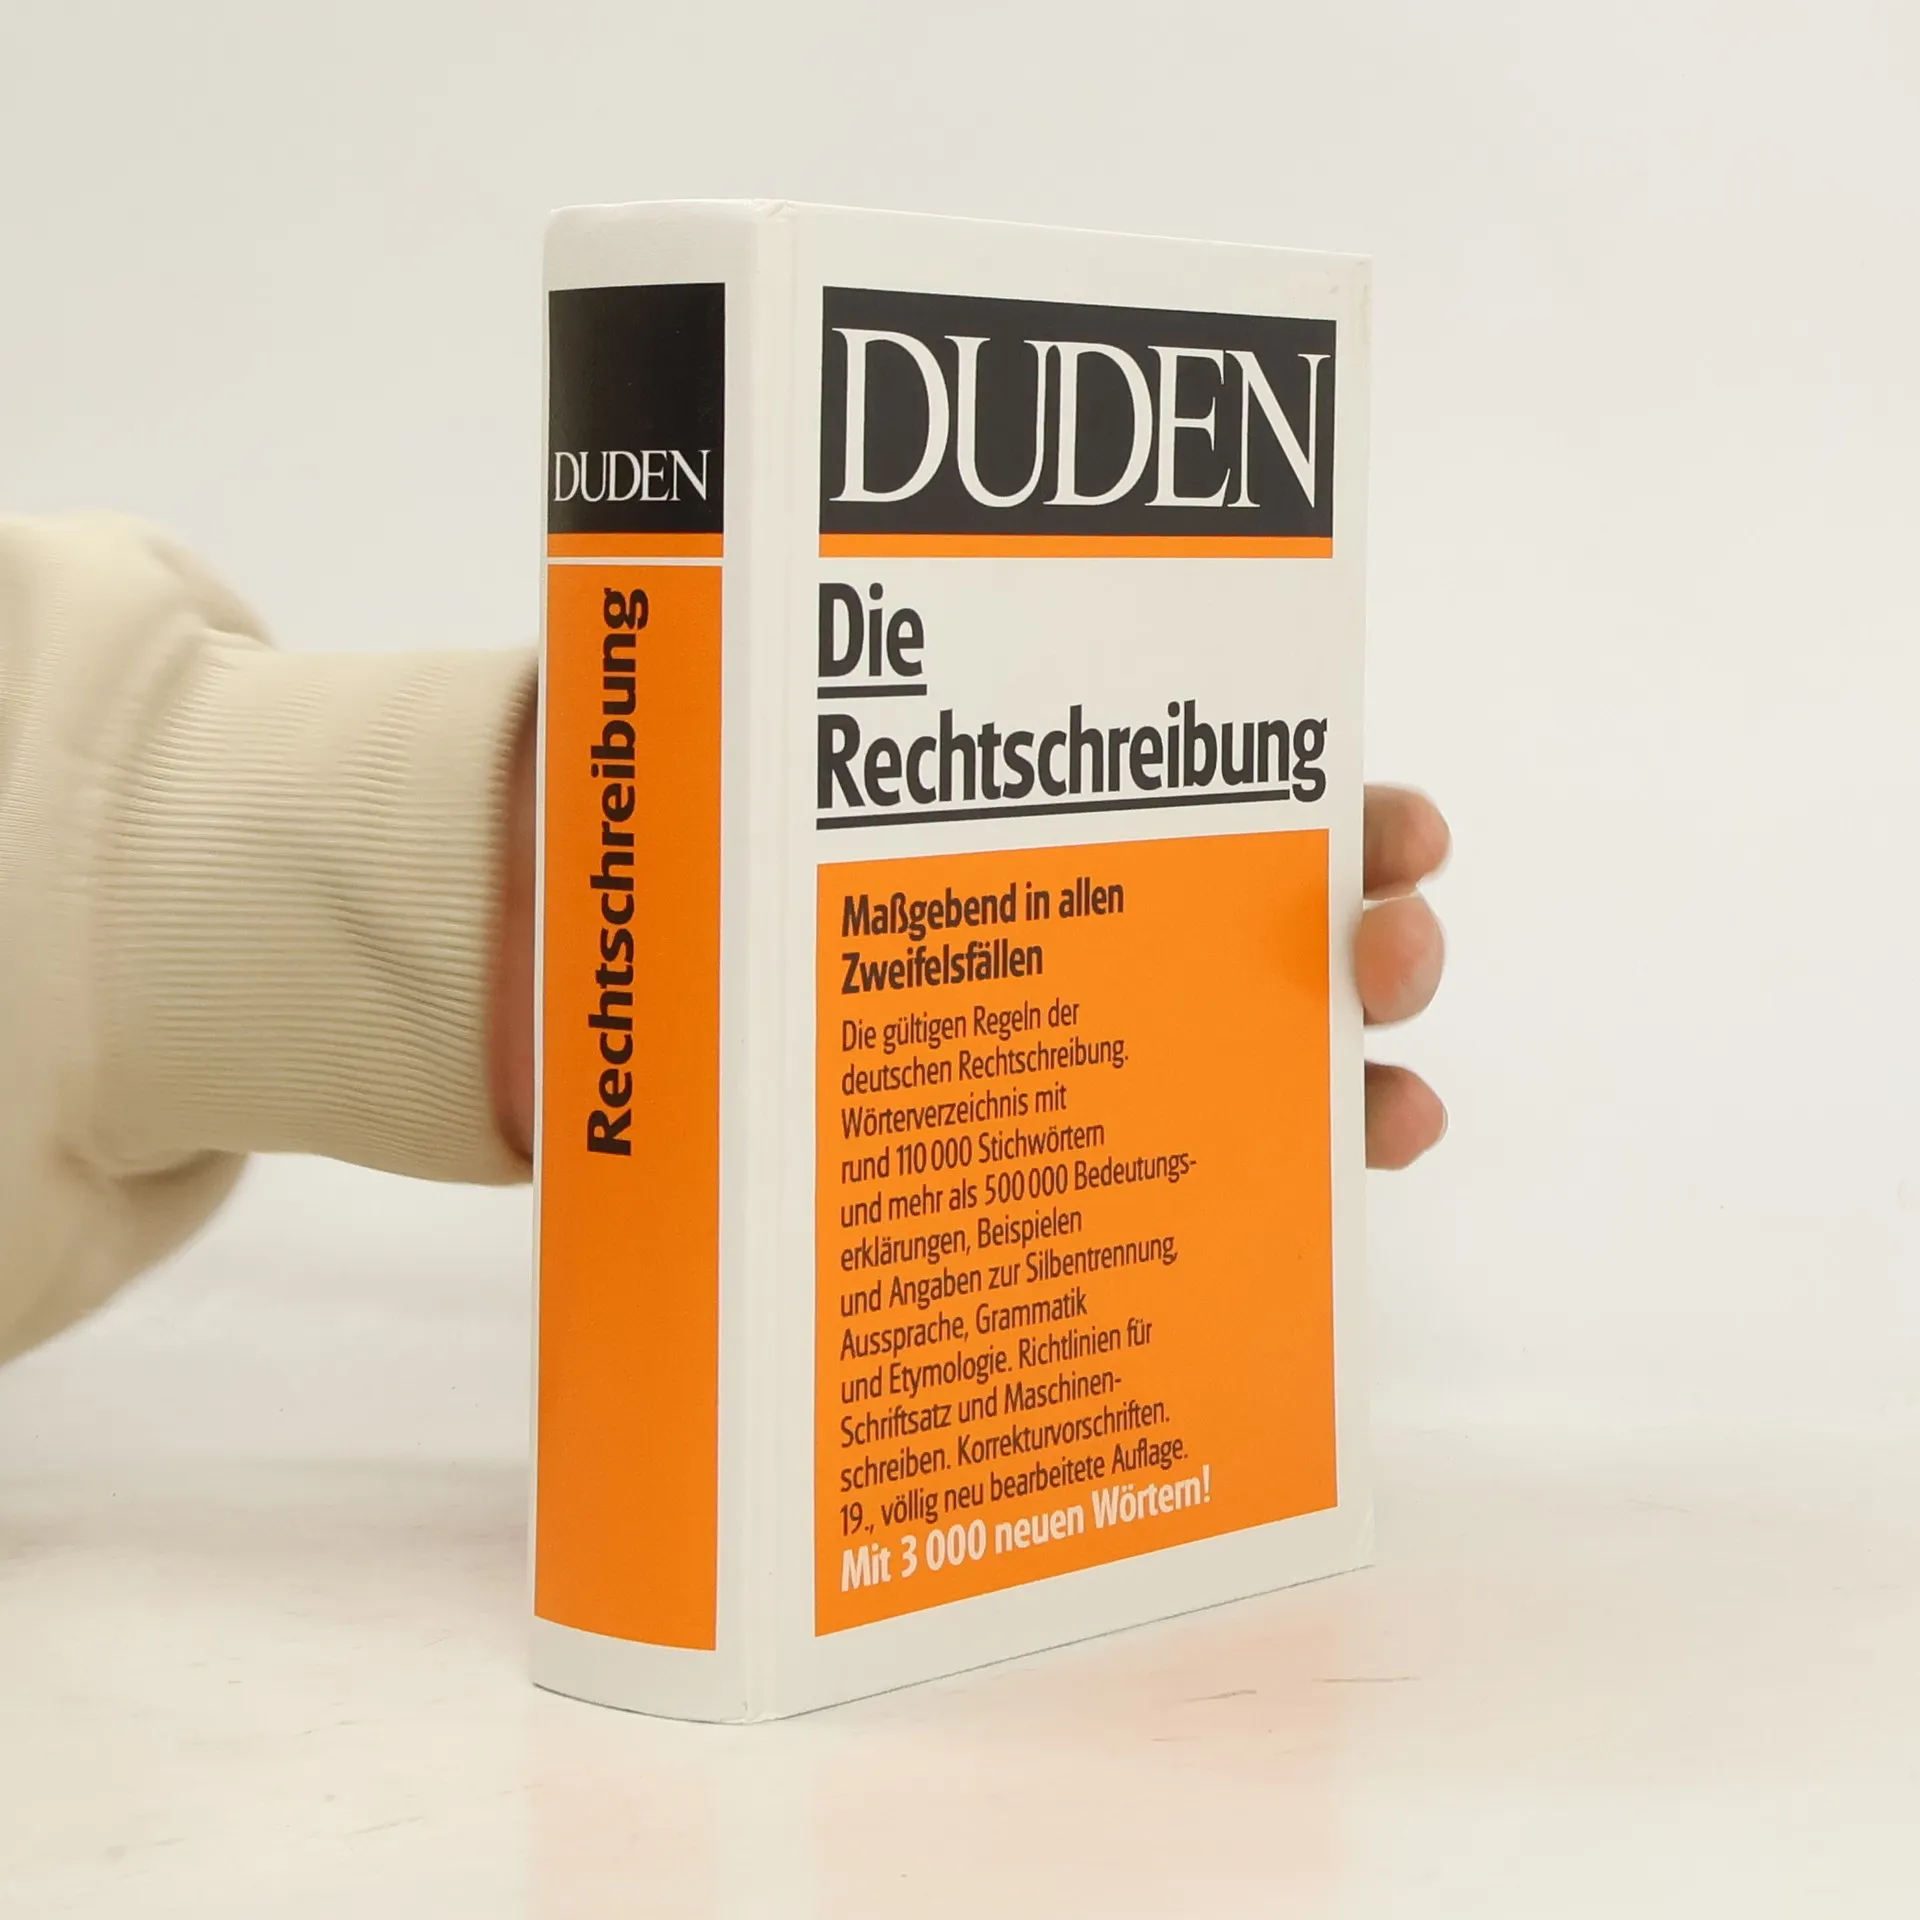 DUDEN
Rechtschreibung
DUDEN
Die
Rechtschreibung
Maßgebend in allen
Zweifelsfällen
Die gültigen Regeln der
deutschen Rechtschreibung.
Wörterverzeichnis mit
rund 110 000 Stichwörtern
und mehr als 500 000 Bedeutungs-
erklärungen, Beispielen
und Angaben zur Silbentrennung,
Aussprache, Grammatik
und Etymologie. Richtlinien für
Schriftsatz und Maschinen-
schreiben. Korrekturvorschriften.
19., völlig neu bearbeitete Auflage.
Mit 3 000 neuen Wörtern!